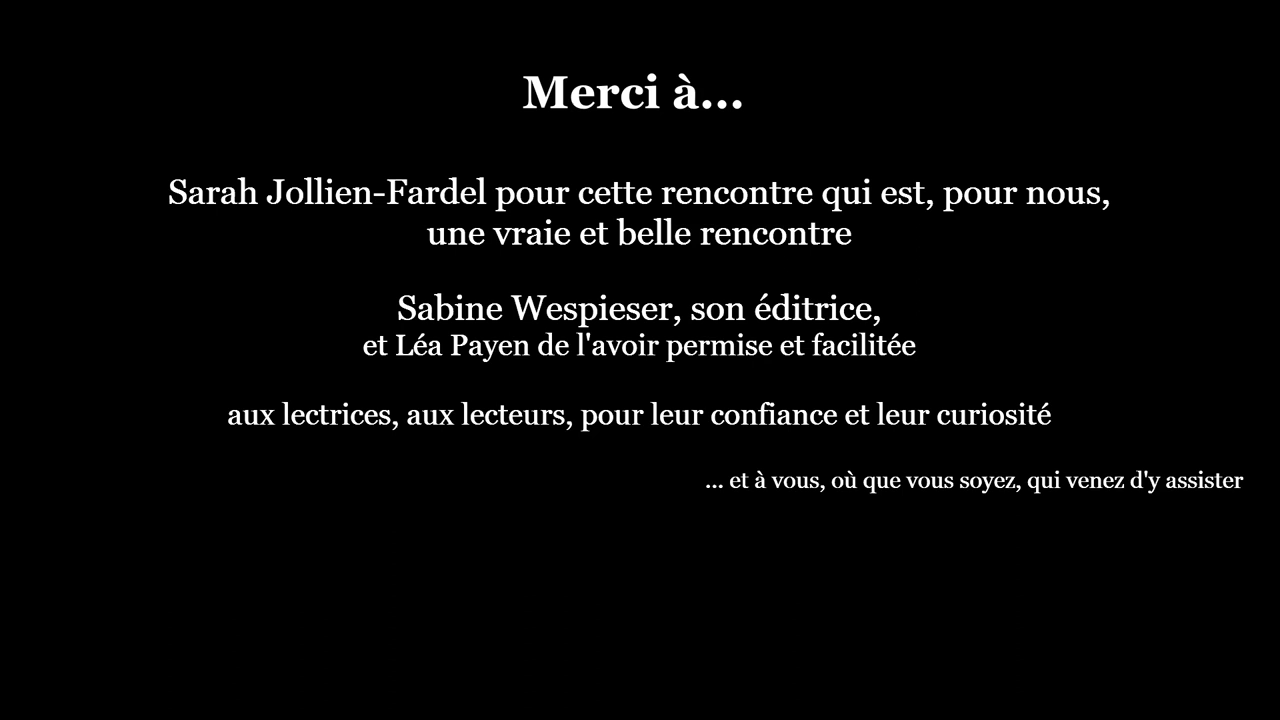 Merci à...
Sarah Jollien-Fardel pour cette rencontre qui est, pour nous,
une vraie et belle rencontre
Sabine Wespieser, son éditrice,
et Léa Payen de l'avoir permise et facilitée
aux lectrices, aux lecteurs, pour leur confiance et leur curiosité
... et à vous, où que vous soyez, qui venez d'y assister